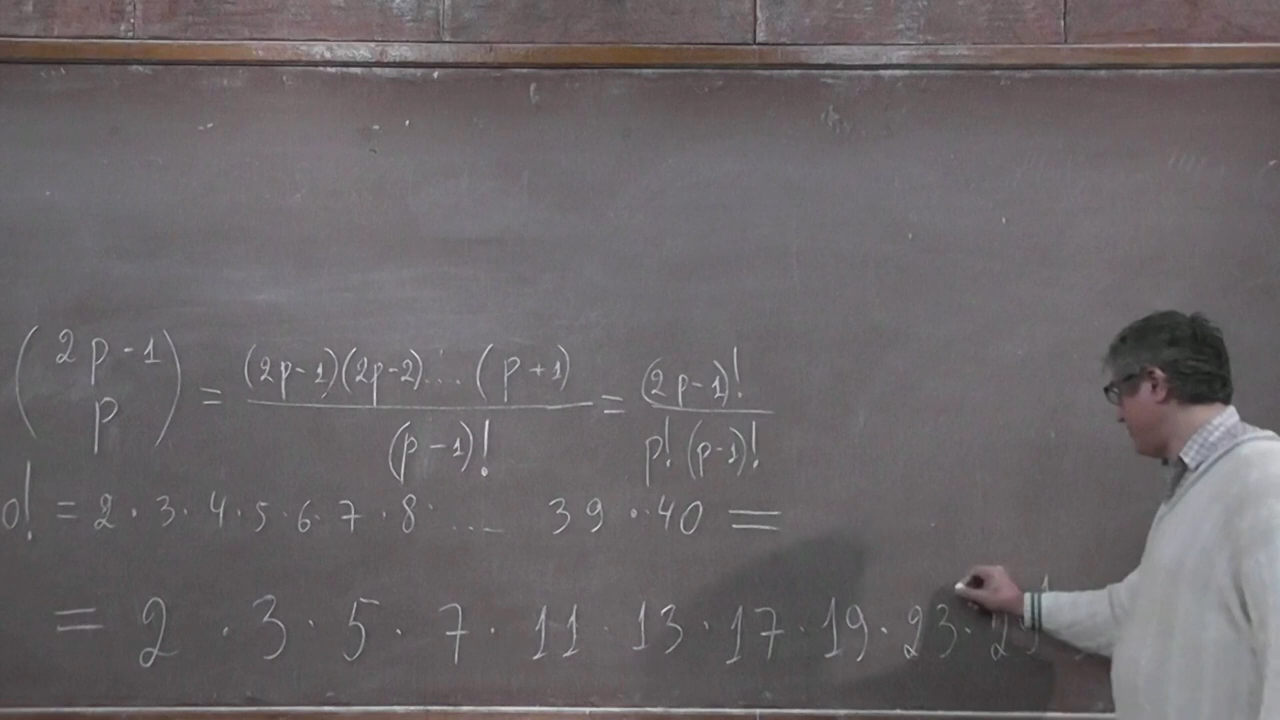 (2p-1 p) = (2p-1)(2p-2)...(p+1) / (p-1)! = (2p-1)! / p!(p-1)!
0! = 2 · 3 · 4 · 5 · 6 · 7 · 8 · ... 39 · 40 =
= 2 · 3 · 5 · 7 · 11 · 13 · 17 · 19 · 23 · 29